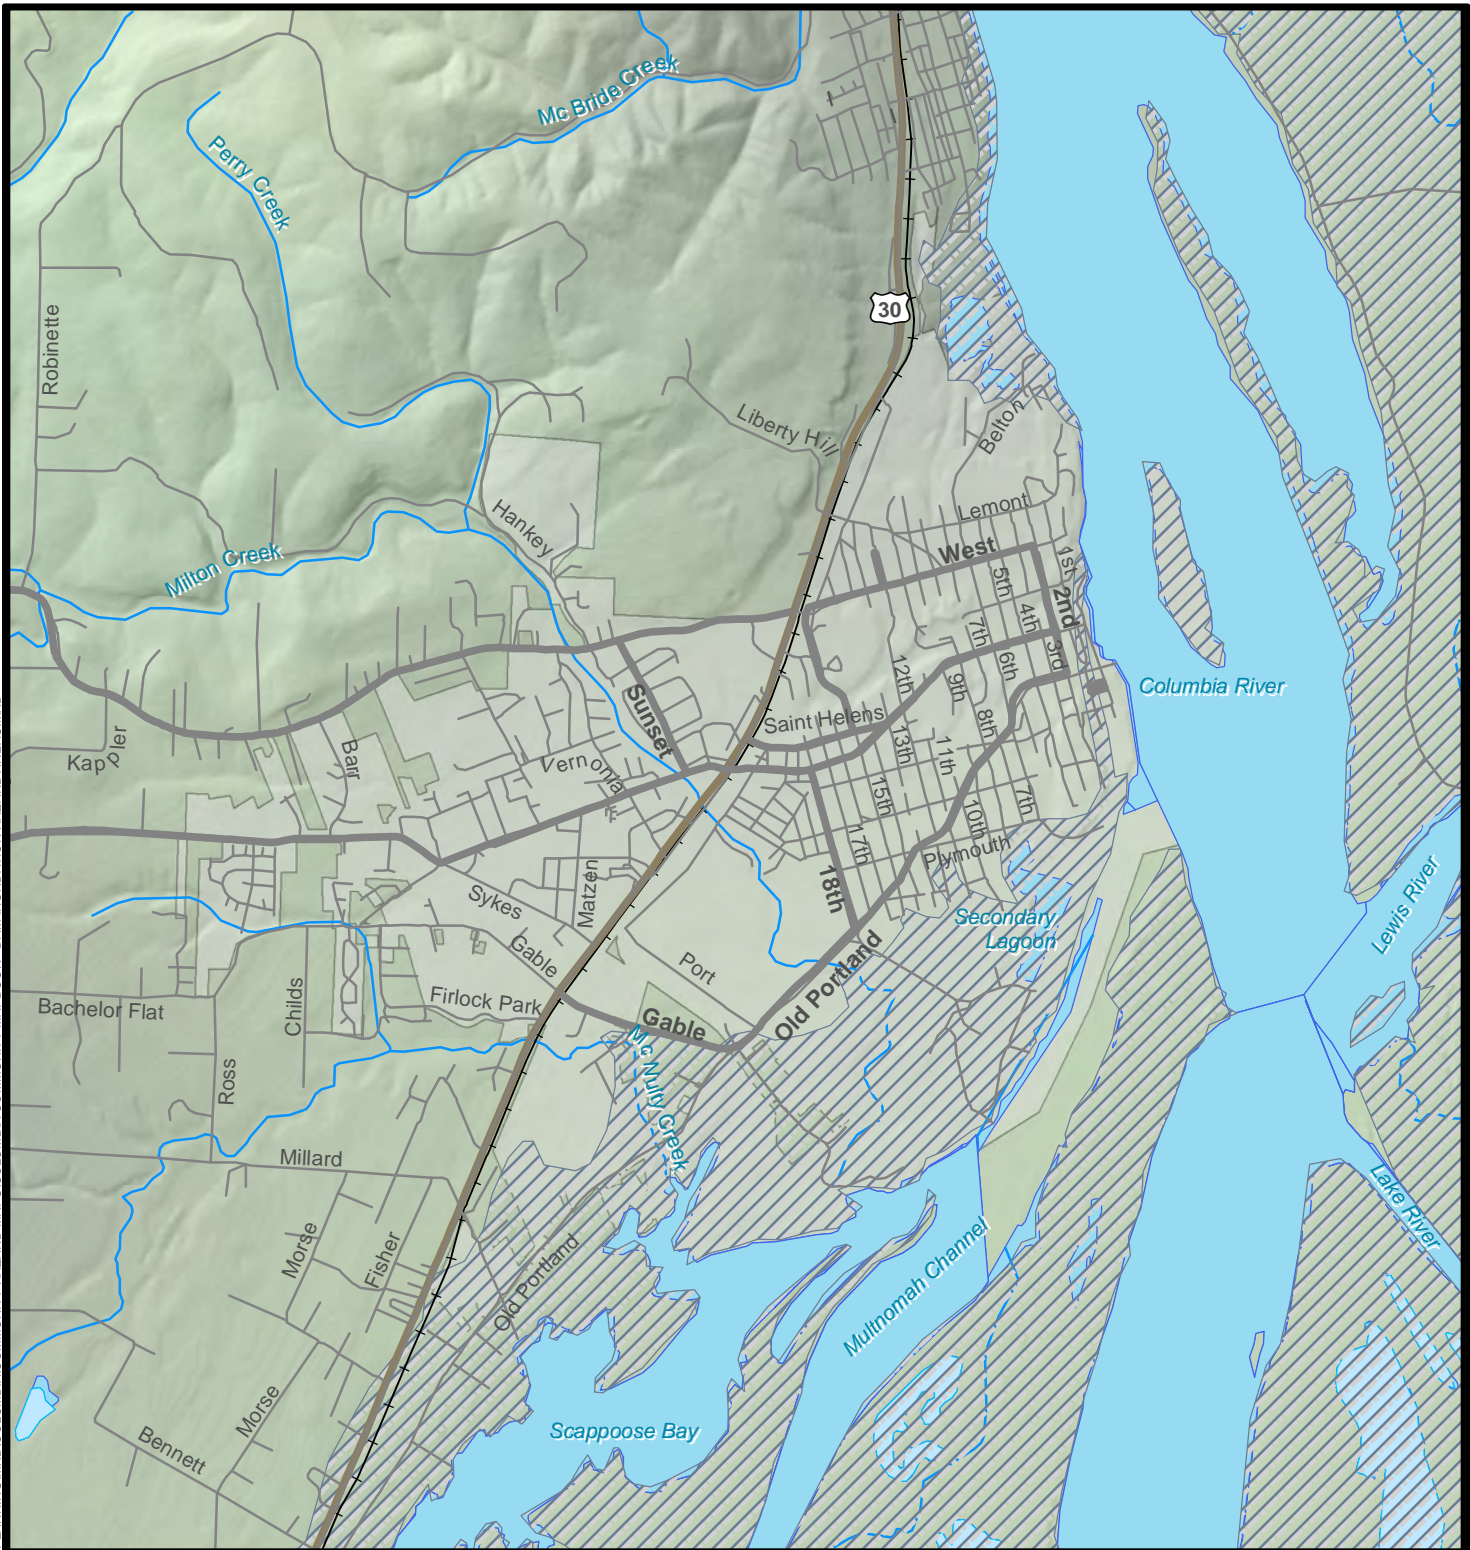 Mc Bride Creek
Perry Creek
30
Robinette
Liberty Hill
Belton
Hankey
Lemont
Milton Creek
West
1st
5th
2nd
4th
7th
3rd
6th
12th
9th
Columbia River
Sunset
Saint Helens
8th
Kappler
Barr
Vernonia
13th
11th
15th
7th
10th
17th
Plymouth
Matzen
18th
Sykes
Lewis River
Secondary
Lagoon
Gable
Port
Old Portland
Bachelor Flat
Childs
Firlock Park
Gable
Ross
Mc Nulty Creek
Millard
Lake River
Morse
Fisher
Old Portland
Multnomah Channel
Morse
Scappoose Bay
Bennett